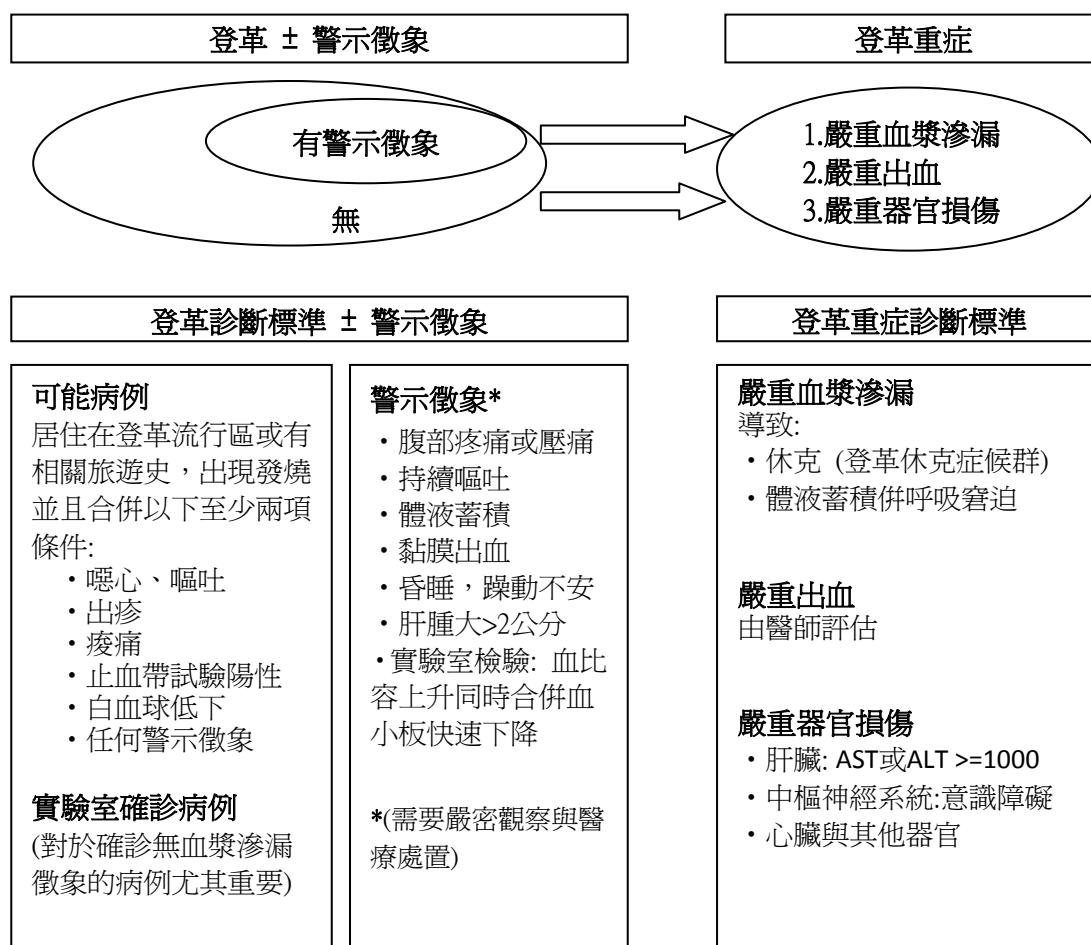 登革 ± 警示徵象
登革重症
有警示徵象
無
1.嚴重血漿滲漏
2.嚴重出血
3.嚴重器官損傷
登革診斷標準 ± 警示徵象
登革重症診斷標準
可能病例
居住在登革流行區或有
相關旅遊史，出現發燒
並且合併以下至少兩項
條件:
・噁心、嘔吐
・出疹
・痠痛
・止血帶試驗陽性
・白血球低下
・任何警示徵象
實驗室確診病例
(對於確診無血漿滲漏
徵象的病例尤其重要)
警示徵象*
・腹部疼痛或壓痛
・持續嘔吐
・體液蓄積
・黏膜出血
・昏睡，躁動不安
・肝腫大>2公分
・實驗室檢驗: 血比
容上升同時合併血
小板快速下降
*(需要嚴密觀察與醫
療處置)
嚴重血漿滲漏
導致:
・休克 (登革休克症候群)
・體液蓄積併呼吸窘迫
嚴重出血
由醫師評估
嚴重器官損傷
・肝臟: AST或ALT >=1000
・中樞神經系統:意識障礙
・心臟與其他器官